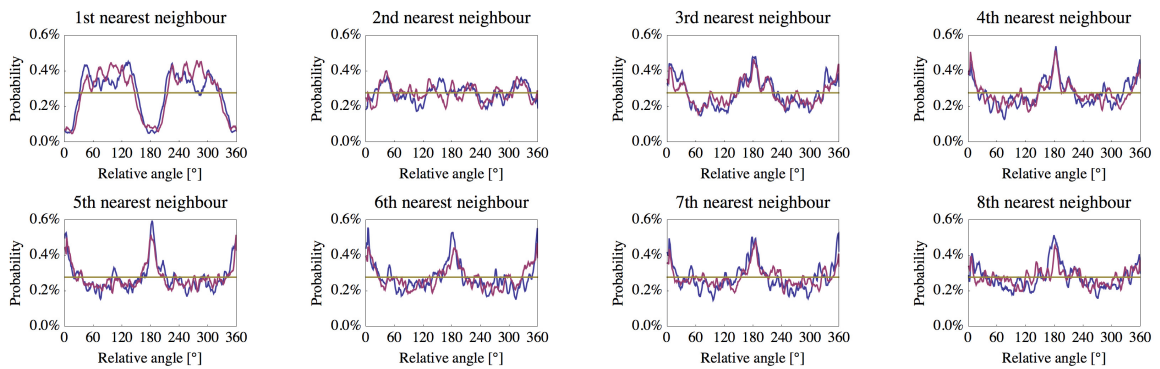 1st nearest neighbour
2nd nearest neighbour
3rd nearest neighbour
4th nearest neighbour
Probability
0.6%
0.4%
0.2%
0.0%
0 60 120 180 240 300 360
Relative angle [°]
Probability
0.6%
0.4%
0.2%
0.0%
0 60 120 180 240 300 360
Relative angle [°]
Probability
0.6%
0.4%
0.2%
0.0%
0 60 120 180 240 300 360
Relative angle [°]
Probability
0.6%
0.4%
0.2%
0.0%
0 60 120 180 240 300 360
Relative angle [°]
5th nearest neighbour
6th nearest neighbour
7th nearest neighbour
8th nearest neighbour
Probability
0.6%
0.4%
0.2%
0.0%
0 60 120 180 240 300 360
Relative angle [°]
Probability
0.6%
0.4%
0.2%
0.0%
0 60 120 180 240 300 360
Relative angle [°]
Probability
0.6%
0.4%
0.2%
0.0%
0 60 120 180 240 300 360
Relative angle [°]
Probability
0.6%
0.4%
0.2%
0.0%
0 60 120 180 240 300 360
Relative angle [°]